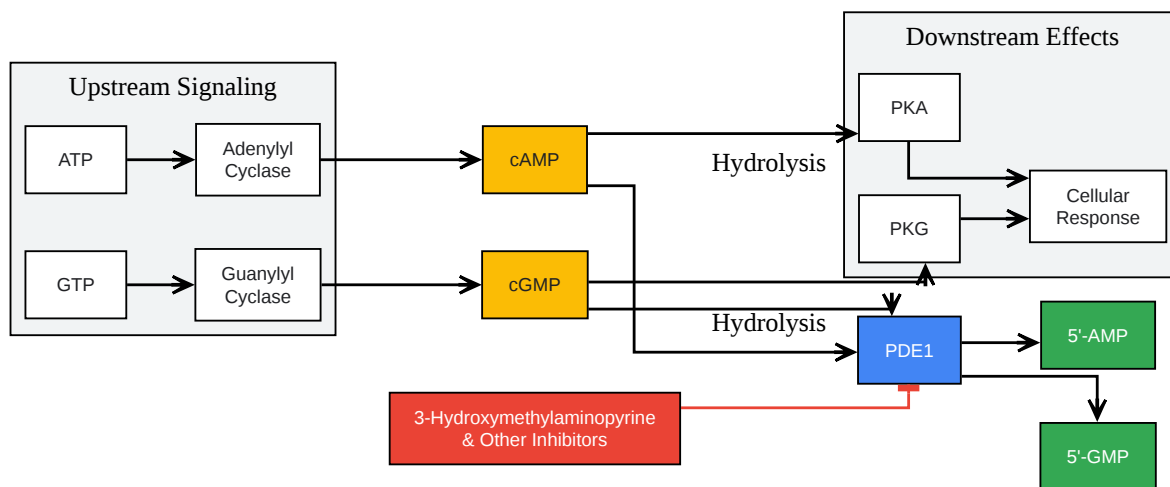 Upstream Signaling
ATP
Adenylyl
Cyclase
GTP
Guanylyl
Cyclase
cAMP
cGMP
Hydrolysis
Hydrolysis
Downstream Effects
PKA
PKG
Cellular
Response
PDE1
5'-AMP
5'-GMP
3-Hydroxymethylaminopyrine
& Other Inhibitors